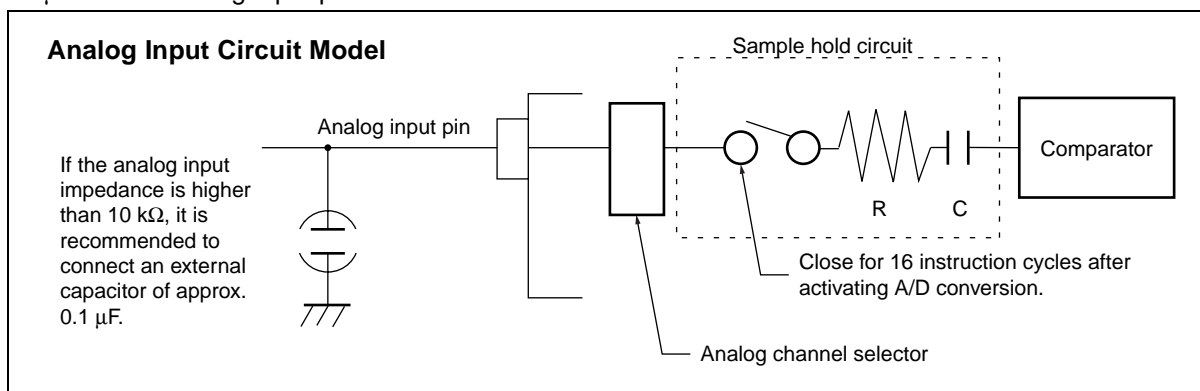 Analog Input Circuit Model
Sample hold circuit
Analog input pin
Comparator
If the analog input
impedance is higher
than 10 kΩ, it is
recommended to
connect an external
capacitor of approx.
0.1 μF.
R
C
Close for 16 instruction cycles after
activating A/D conversion.
Analog channel selector